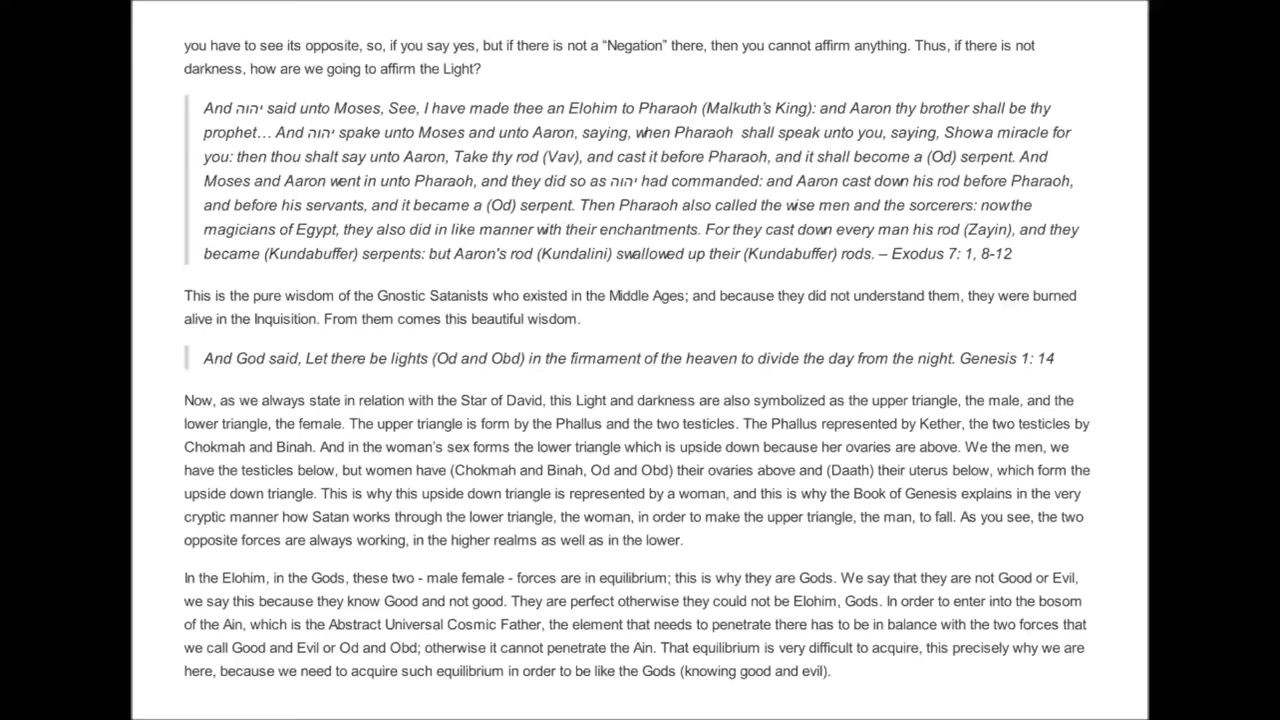 you have to see its opposite, so, if you say yes, but if there is not a “Negation” there, then you cannot affirm anything. Thus, if there is not
darkness, how are we going to affirm the Light?
And יהוה said unto Moses, See, I have made thee an Elohim to Pharaoh (Malkuth’s King): and Aaron thy brother shall be thy
prophet… And יהוה spake unto Moses and unto Aaron, saying, when Pharaoh shall speak unto you, saying, Show a miracle for
you: then thou shalt say unto Aaron, Take thy rod (Vav), and cast it before Pharaoh, and it shall become a (Od) serpent. And
Moses and Aaron went in unto Pharaoh, and they did so as יהוה had commanded: and Aaron cast down his rod before Pharaoh,
and before his servants, and it became a (Od) serpent. Then Pharaoh also called the wise men and the sorcerers: now the
magicians of Egypt, they also did in like manner with their enchantments. For they cast down every man his rod (Zayin), and they
became (Kundabuffer) serpents: but Aaron's rod (Kundalini) swallowed up their (Kundabuffer) rods. – Exodus 7: 1, 8-12
This is the pure wisdom of the Gnostic Satanists who existed in the Middle Ages; and because they did not understand them, they were burned
alive in the Inquisition. From them comes this beautiful wisdom.
And God said, Let there be lights (Od and Obd) in the firmament of the heaven to divide the day from the night. Genesis 1: 14
Now, as we always state in relation with the Star of David, this Light and darkness are also symbolized as the upper triangle, the male, and the
lower triangle, the female. The upper triangle is form by the Phallus and the two testicles. The Phallus represented by Kether, the two testicles by
Chokmah and Binah. And in the woman’s sex forms the lower triangle which is upside down because her ovaries are above. We the men, we
have the testicles below, but women have (Chokmah and Binah, Od and Obd) their ovaries above and (Daath) their uterus below, which form the
upside down triangle. This is why this upside down triangle is represented by a woman, and this is why the Book of Genesis explains in the very
cryptic manner how Satan works through the lower triangle, the woman, in order to make the upper triangle, the man, to fall. As you see, the two
opposite forces are always working, in the higher realms as well as in the lower.
In the Elohim, in the Gods, these two - male female - forces are in equilibrium; this is why they are Gods. We say that they are not Good or Evil,
we say this because they know Good and not good. They are perfect otherwise they could not be Elohim, Gods. In order to enter into the bosom
of the Ain, which is the Abstract Universal Cosmic Father, the element that needs to penetrate there has to be in balance with the two forces that
we call Good and Evil or Od and Obd; otherwise it cannot penetrate the Ain. That equilibrium is very difficult to acquire, this precisely why we are
here, because we need to acquire such equilibrium in order to be like the Gods (knowing good and evil).